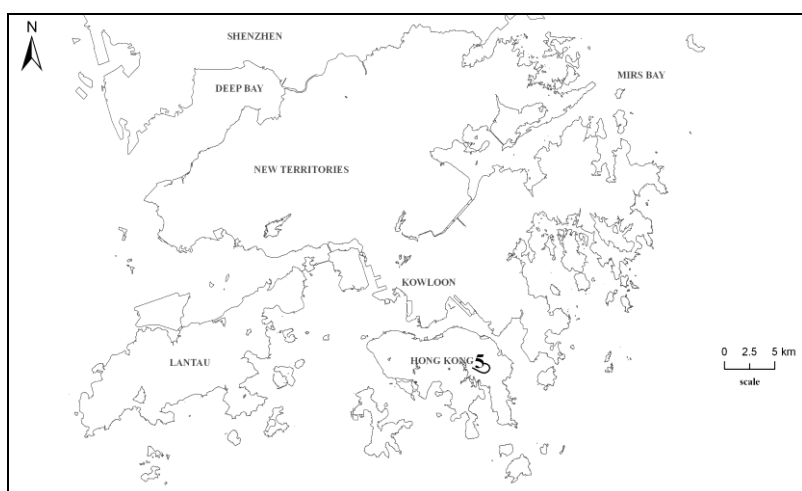 N
SHENZHEN
DEEP BAY
MIRS BAY
NEW TERRITORIES
KOWLOON
HONG KONG 5
LANTAU
0 2.5 5 km
scale